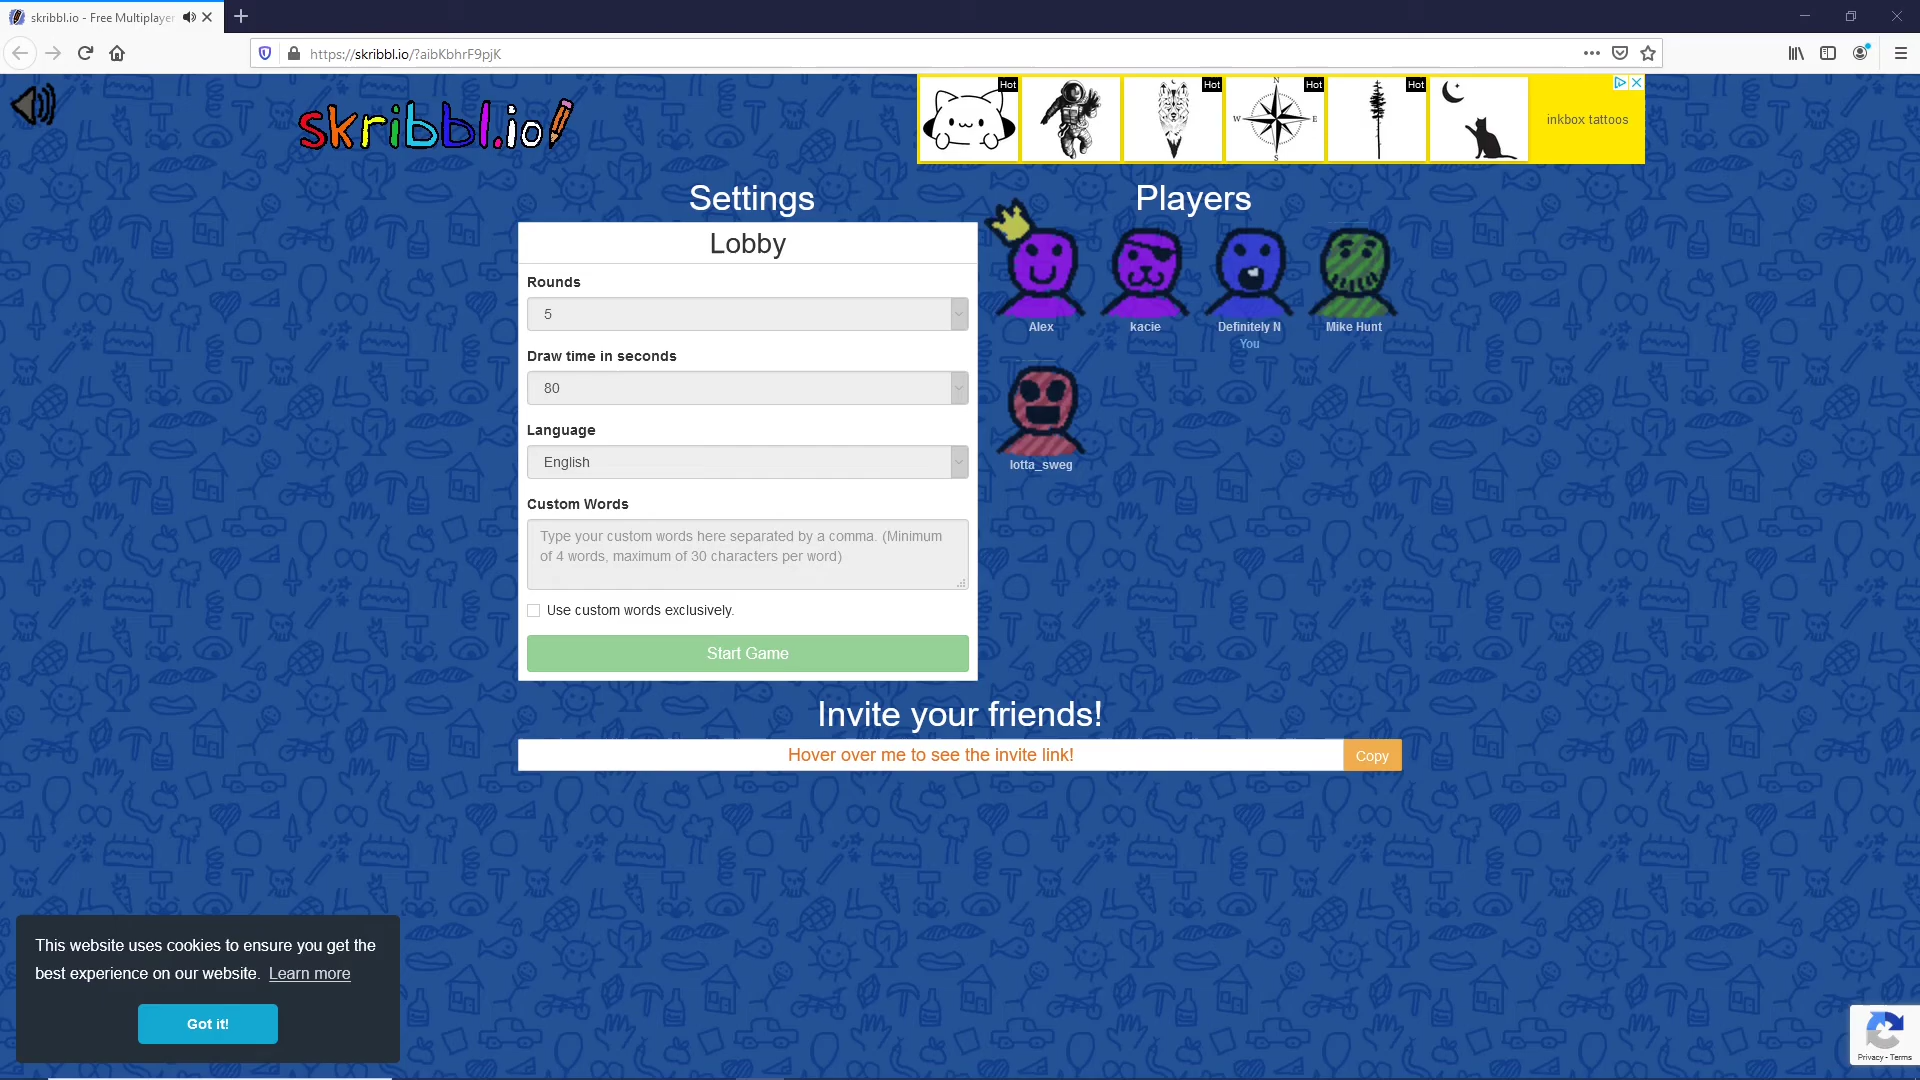 skribbl.io - Free Multiplayer
https://skribbl.io/?aibKbhrF9pjK
skribbl.io
Hot
Hot
Hot
Hot
N
W
E
S
inkbox tattoos
Settings
Players
Lobby
Rounds
5
Draw time in seconds
80
Language
English
Custom Words
Type your custom words here separated by a comma. (Minimum
of 4 words, maximum of 30 characters per word)
Use custom words exclusively.
Start Game
Alex
kacie
Definitely N
You
Mike Hunt
lotta_sweg
Invite your friends!
Hover over me to see the invite link!
Copy
This website uses cookies to ensure you get the
best experience on our website. Learn more
Got it!
Privacy - Terms